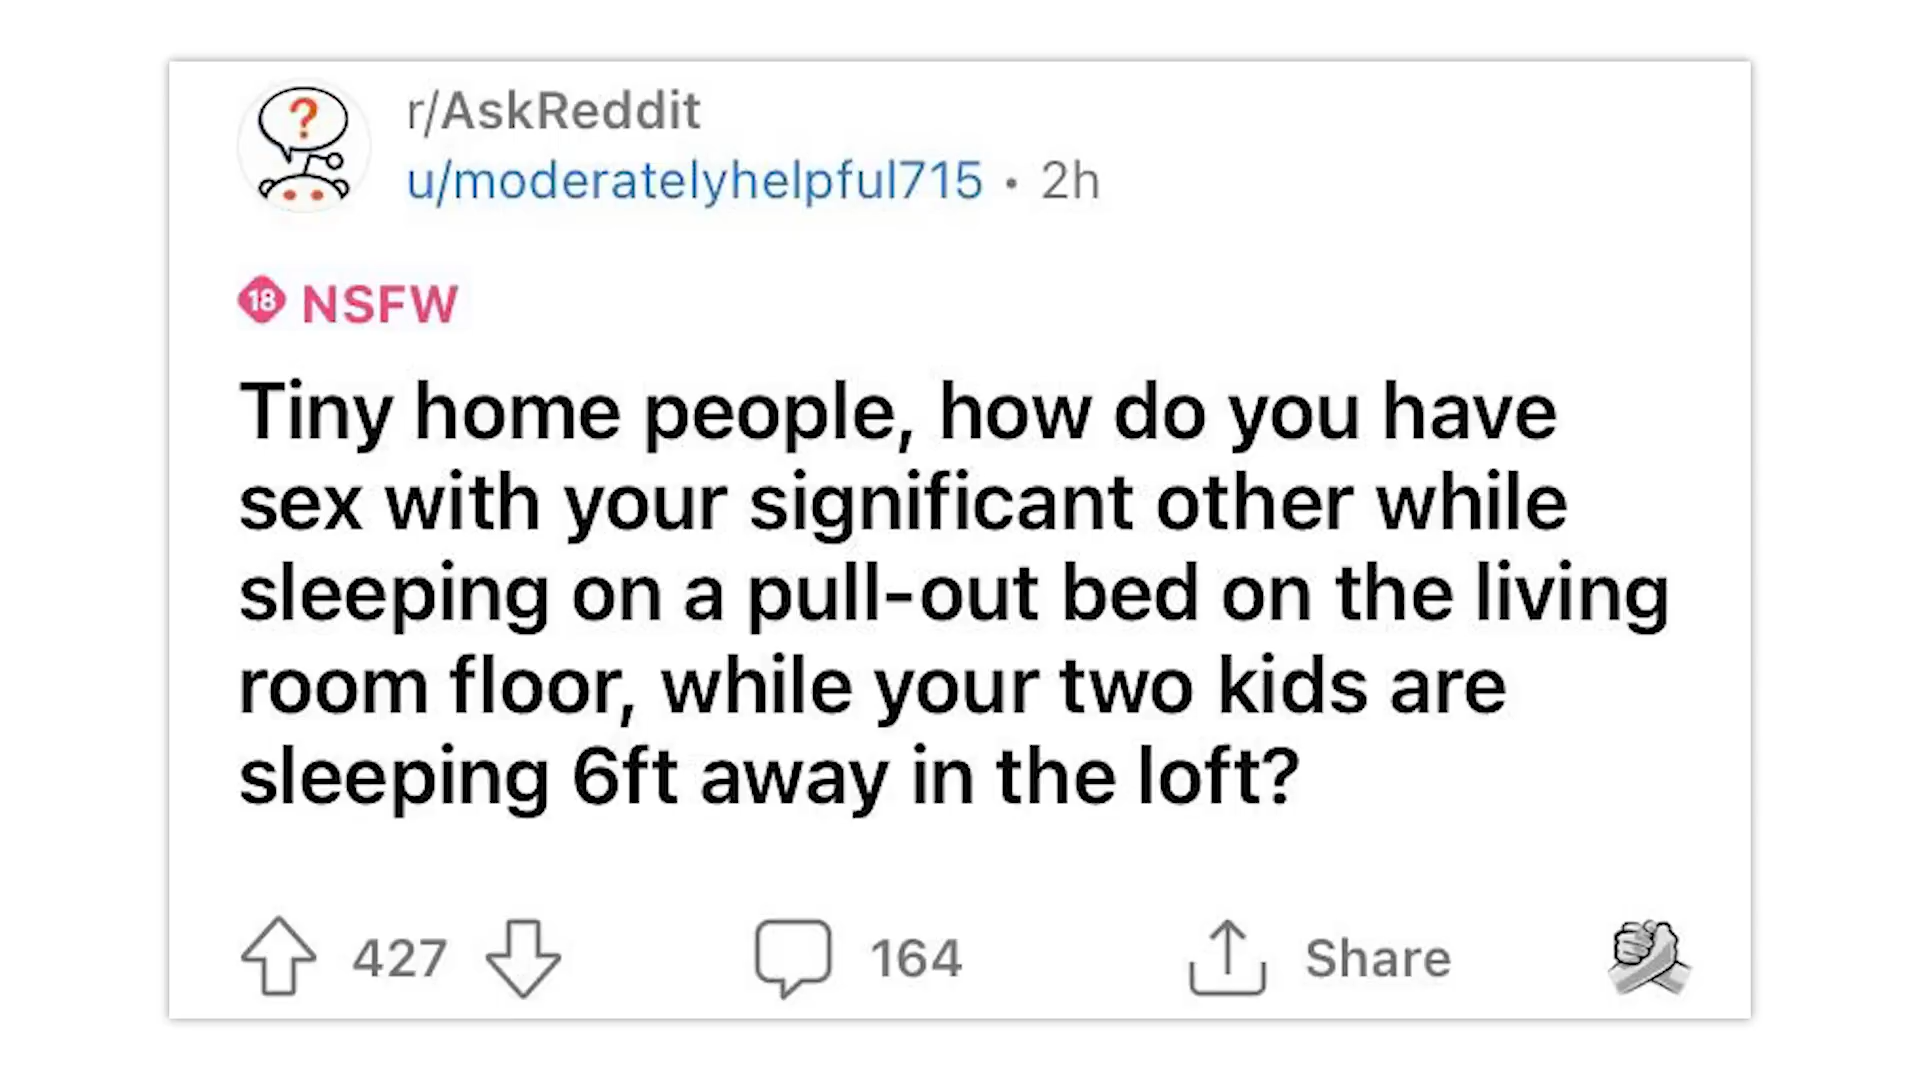 r/AskReddit
u/moderatelyhelpful715 • 2h
18 NSFW
Tiny home people, how do you have
sex with your significant other while
sleeping on a pull-out bed on the living
room floor, while your two kids are
sleeping 6ft away in the loft?
427 164 Share